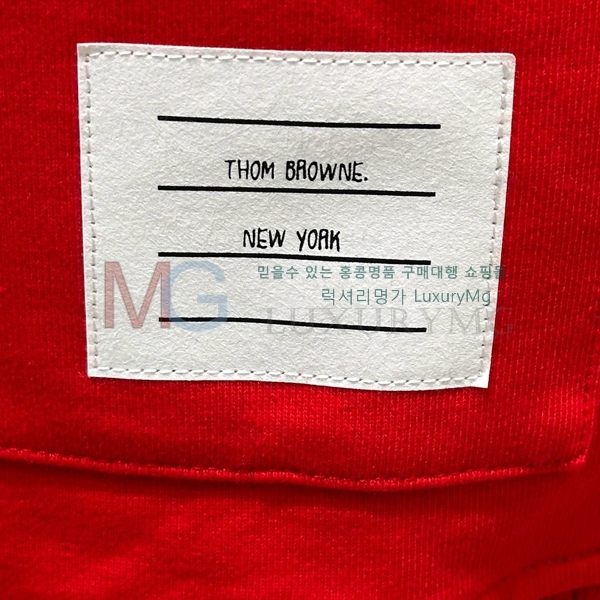 THOM BROWNE.
NEW YORK
믿을수 있는 홍콩명품 구매대행 쇼핑몰
럭셔리명가 LuxuryMg
MG LUXURYMG